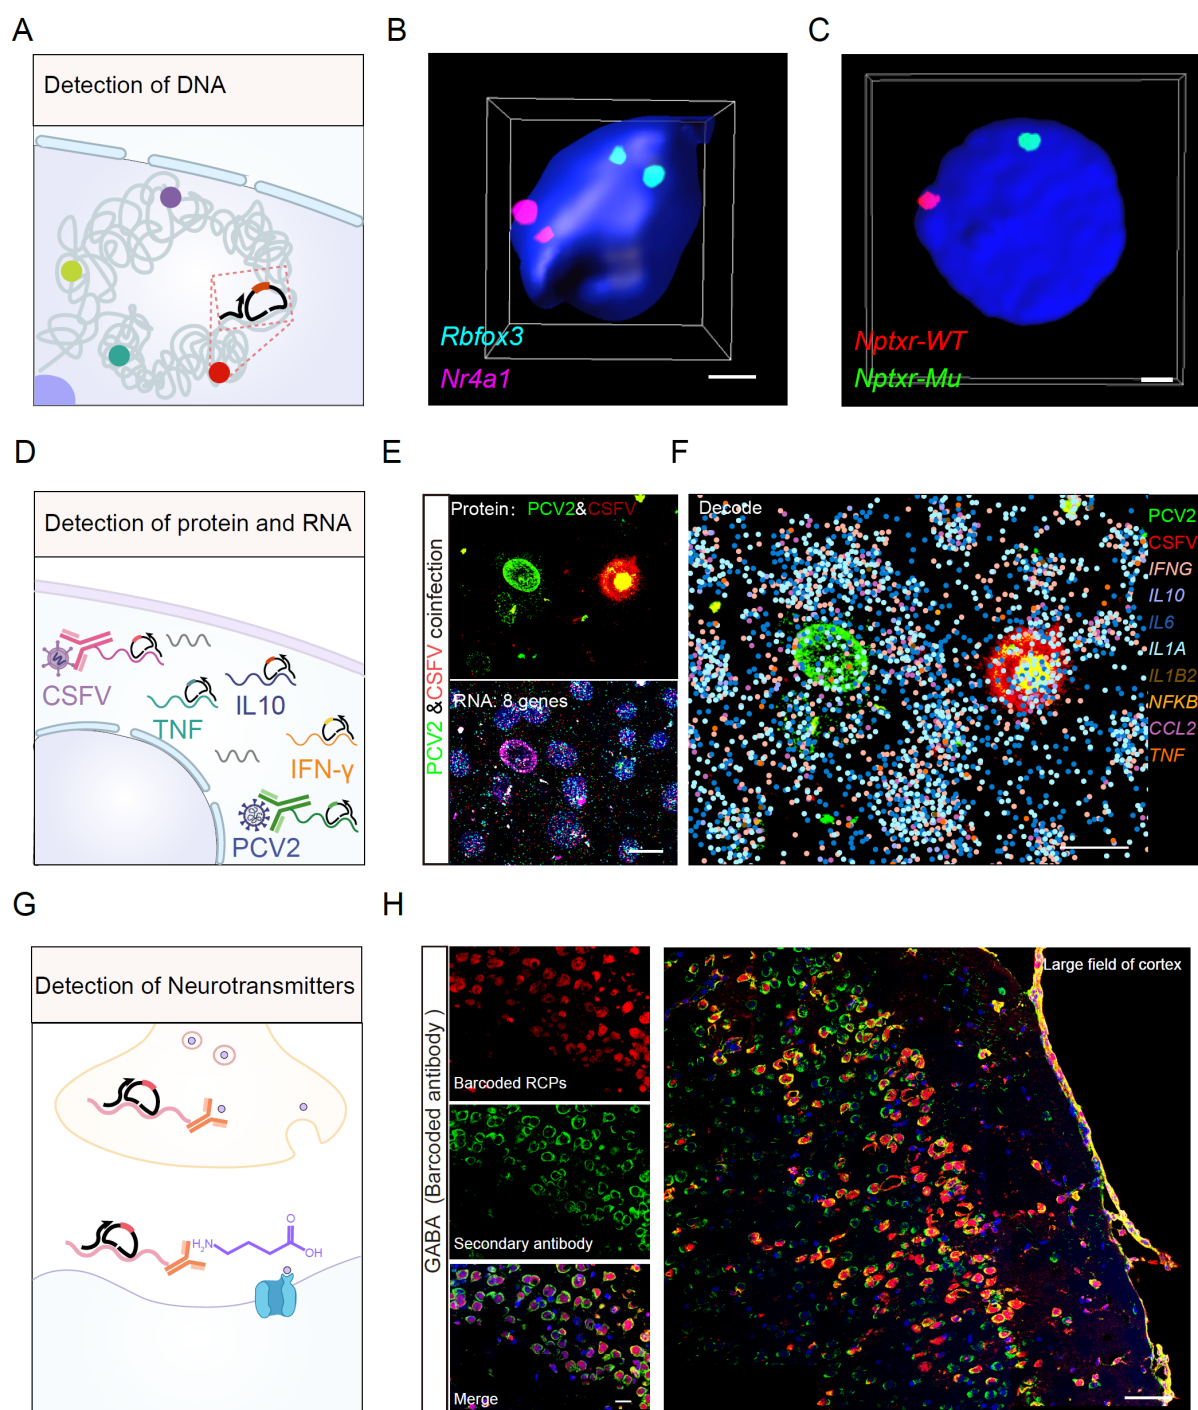 A
Detection of DNA
B
Rbfox3
Nr4a1
C
Nptxr-WT
Nptxr-Mu
D
Detection of protein and RNA
CSFV
TNF
IL10
IFN-γ
PCV2
E
PCV2 & CSFV coinfection
Protein: PCV2&CSFV
RNA: 8 genes
F
Decode
PCV2
CSFV
IFNG
IL10
IL6
IL1A
IL1B2
NFKB
CCL2
TNF
G
Detection of Neurotransmitters
H₂N
O
OH
H
GABA (Barcoded antibody )
Barcoded RCPs
Secondary antibody
Merge
Large field of cortex